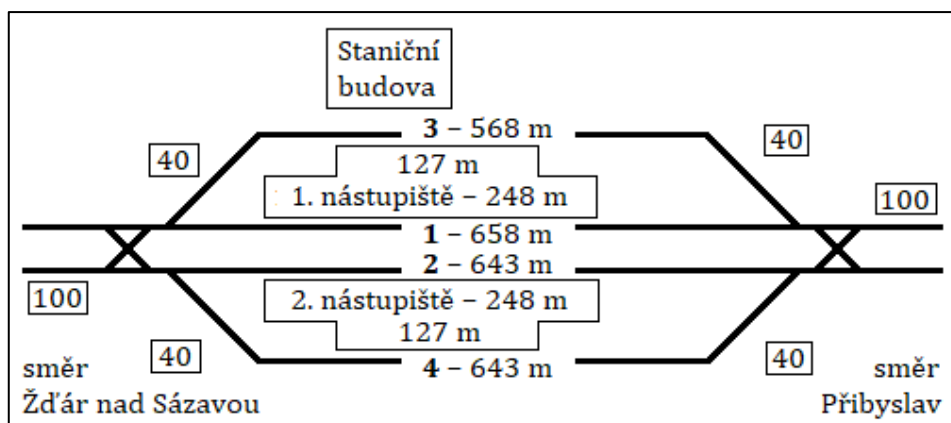 Staniční
budova
3 – 568 m
40
40
127 m
1. nástupiště – 248 m
100
1 – 658 m
2 – 643 m
100
2. nástupiště – 248 m
127 m
40
40
4 – 643 m
směr
Žďár nad Sázavou
směr
Přibyslav